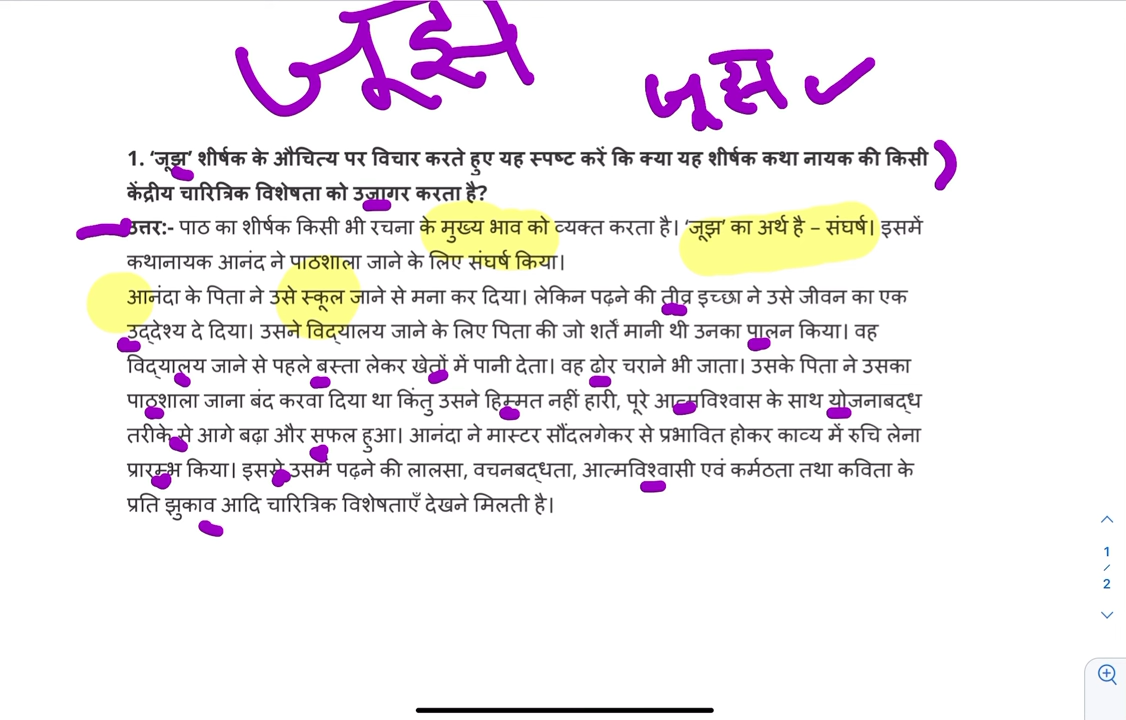 जूझ
जूझ
1. ‘जूझ’ शीर्षक के औचित्य पर विचार करते हुए यह स्पष्ट करें कि क्या यह शीर्षक कथा नायक की किसी
केंद्रीय चारित्रिक विशेषता को उजागर करता है?
उत्तर:- पाठ का शीर्षक किसी भी रचना के मुख्य भाव को व्यक्त करता है। ‘जूझ’ का अर्थ है – संघर्ष। इसमें
कथानायक आनंद ने पाठशाला जाने के लिए संघर्ष किया।
आनंदा के पिता ने उसे स्कूल जाने से मना कर दिया। लेकिन पढ़ने की तीव्र इच्छा ने उसे जीवन का एक
उद्देश्य दे दिया। उसने विद्यालय जाने के लिए पिता की जो शर्तें मानी थी उनका पालन किया। वह
विद्यालय जाने से पहले बस्ता लेकर खेतों में पानी देता। वह ढोर चराने भी जाता। उसके पिता ने उसका
पाठशाला जाना बंद करवा दिया था किंतु उसने हिम्मत नहीं हारी, पूरे आत्मविश्वास के साथ योजनाबद्ध
तरीके से आगे बढ़ा और सफल हुआ। आनंदा ने मास्टर सौंदलगेकर से प्रभावित होकर काव्य में रुचि लेना
प्रारम्भ किया। इससे उसमें पढ़ने की लालसा, वचनबद्धता, आत्मविश्वासी एवं कर्मठता तथा कविता के
प्रति झुकाव आदि चारित्रिक विशेषताएँ देखने मिलती है।
1
/
2